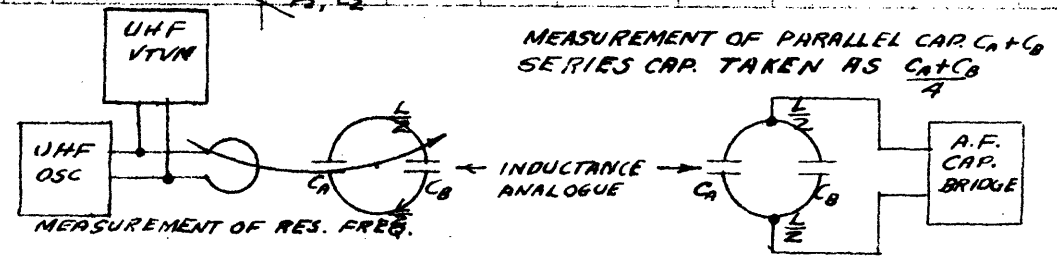 UHF
VTVM
MEASUREMENT OF PARALLEL CAP. CA + CB
SERIES CAP. TAKEN AS CA+CB
4
UHF
OSC
CA
CB
L
2
← INDUCTANCE →
ANALOGUE
L
2
CA
CB
L
2
A.F.
CAP.
BRIDGE
MEASUREMENT OF RES. FREQ.